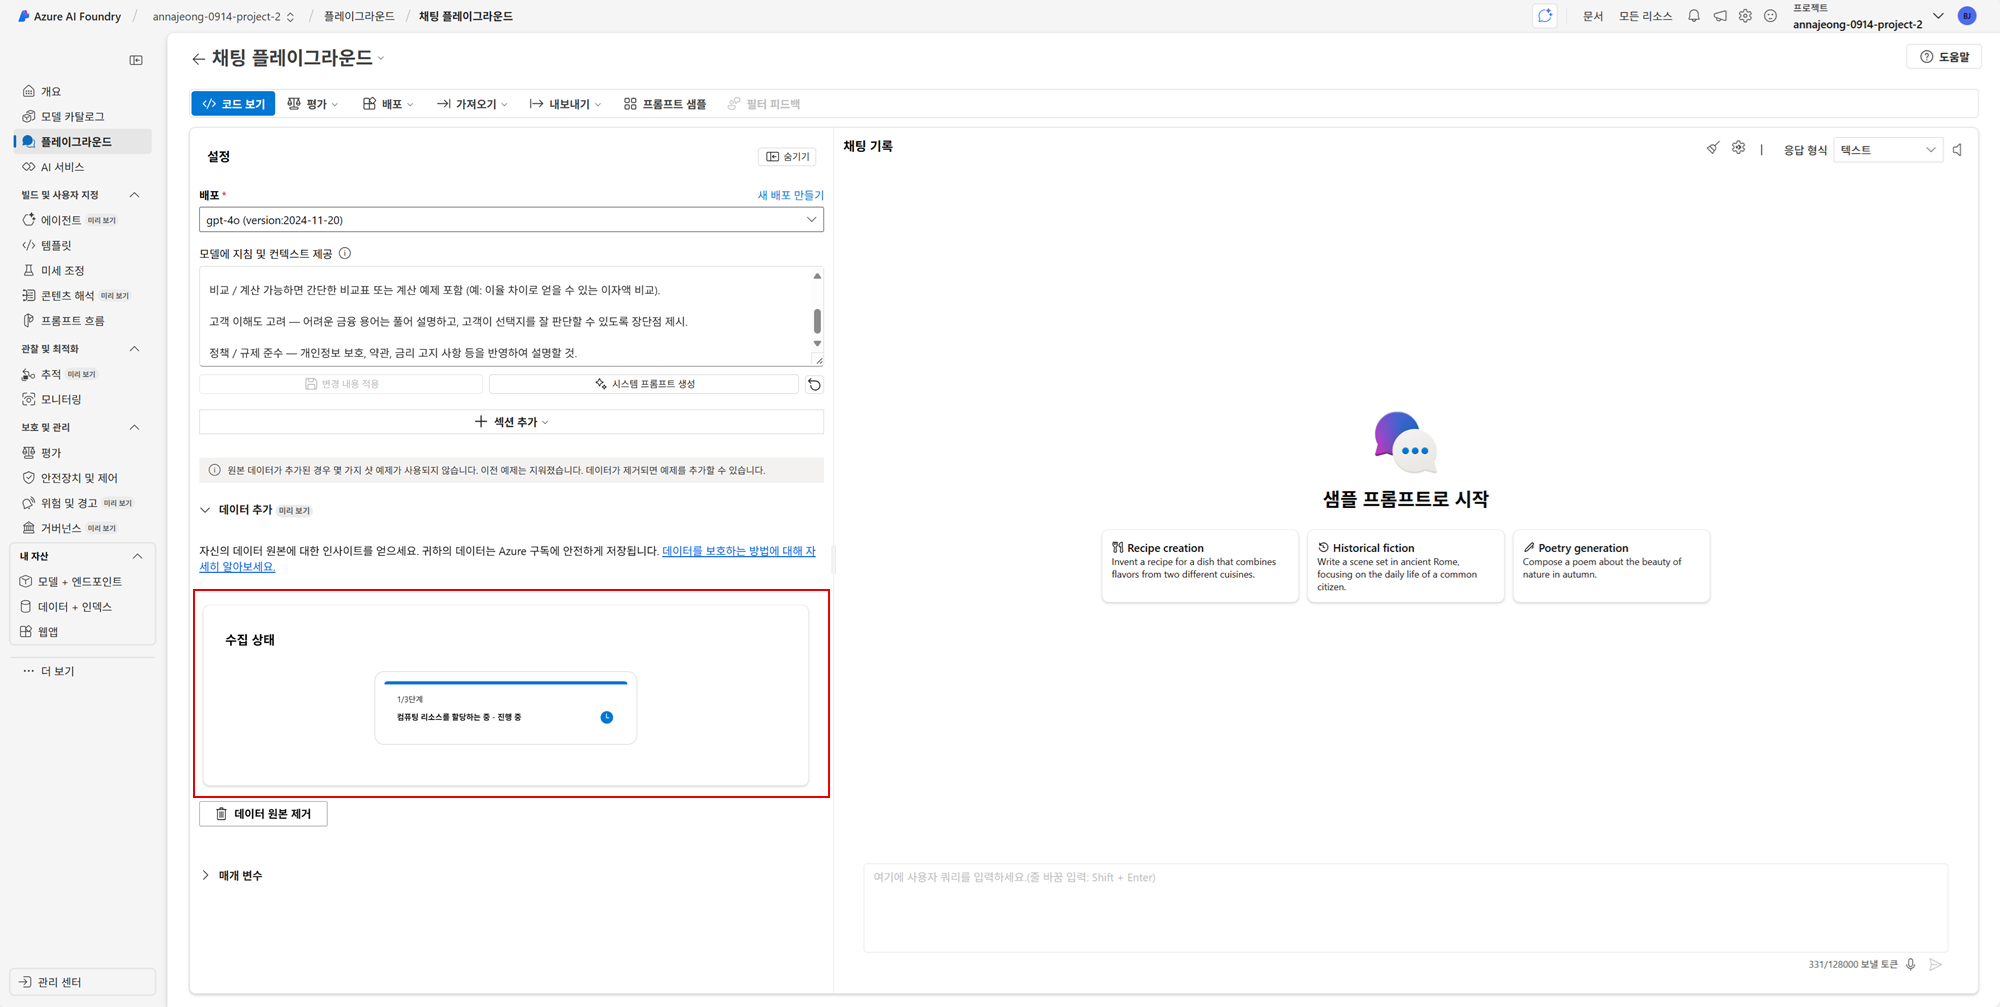 Azure AI Foundry / annajeong-0914-project-2 / 플레이그라운드 / 채팅 플레이그라운드
문서 모든 리소스
프로젝트
annajeong-0914-project-2
BJ
채팅 플레이그라운드
도움말
개요
모델 카탈로그
플레이그라운드
AI 서비스
빌드 및 사용자 지정
에이전트 미리 보기
템플릿
미세 조정
콘텐츠 해석 미리 보기
프롬프트 흐름
관찰 및 최적화
추적 미리 보기
모니터링
보호 및 관리
평가
안전장치 및 제어
위험 및 경고 미리 보기
거버넌스 미리 보기
내 자산
모델 + 엔드포인트
데이터 + 인덱스
웹앱
더 보기
관리 센터
코드 보기 평가 배포 가져오기 내보내기 프롬프트 샘플 필터 피드백
설정
숨기기
배포 *
새 배포 만들기
gpt-4o (version:2024-11-20)
모델에 지침 및 컨텍스트 제공
비교 / 계산 가능하면 간단한 비교표 또는 계산 예제 포함 (예: 이율 차이로 얻을 수 있는 이자액 비교).
고객 이해도 고려 — 어려운 금융 용어는 풀어 설명하고, 고객이 선택지를 잘 판단할 수 있도록 장단점 제시.
정책 / 규제 준수 — 개인정보 보호, 약관, 금리 고지 사항 등을 반영하여 설명할 것.
변경 내용 적용
시스템 프롬프트 생성
섹션 추가
원본 데이터가 추가된 경우 몇 가지 샷 예제가 사용되지 않습니다. 이전 예제는 지워졌습니다. 데이터가 제거되면 예제를 추가할 수 있습니다.
데이터 추가 미리 보기
자신의 데이터 원본에 대한 인사이트를 얻으세요. 귀하의 데이터는 Azure 구독에 안전하게 저장됩니다. 데이터를 보호하는 방법에 대해 자
세히 알아보세요.
수집 상태
1/3단계
컴퓨팅 리소스를 할당하는 중 - 진행 중
데이터 원본 제거
매개 변수
채팅 기록
응답 형식 텍스트
샘플 프롬프트로 시작
Recipe creation
Invent a recipe for a dish that combines
flavors from two different cuisines.
Historical fiction
Write a scene set in ancient Rome,
focusing on the daily life of a common
citizen.
Poetry generation
Compose a poem about the beauty of
nature in autumn.
여기에 사용자 쿼리를 입력하세요.(줄 바꿈 입력: Shift + Enter)
331/128000 보낼 토큰